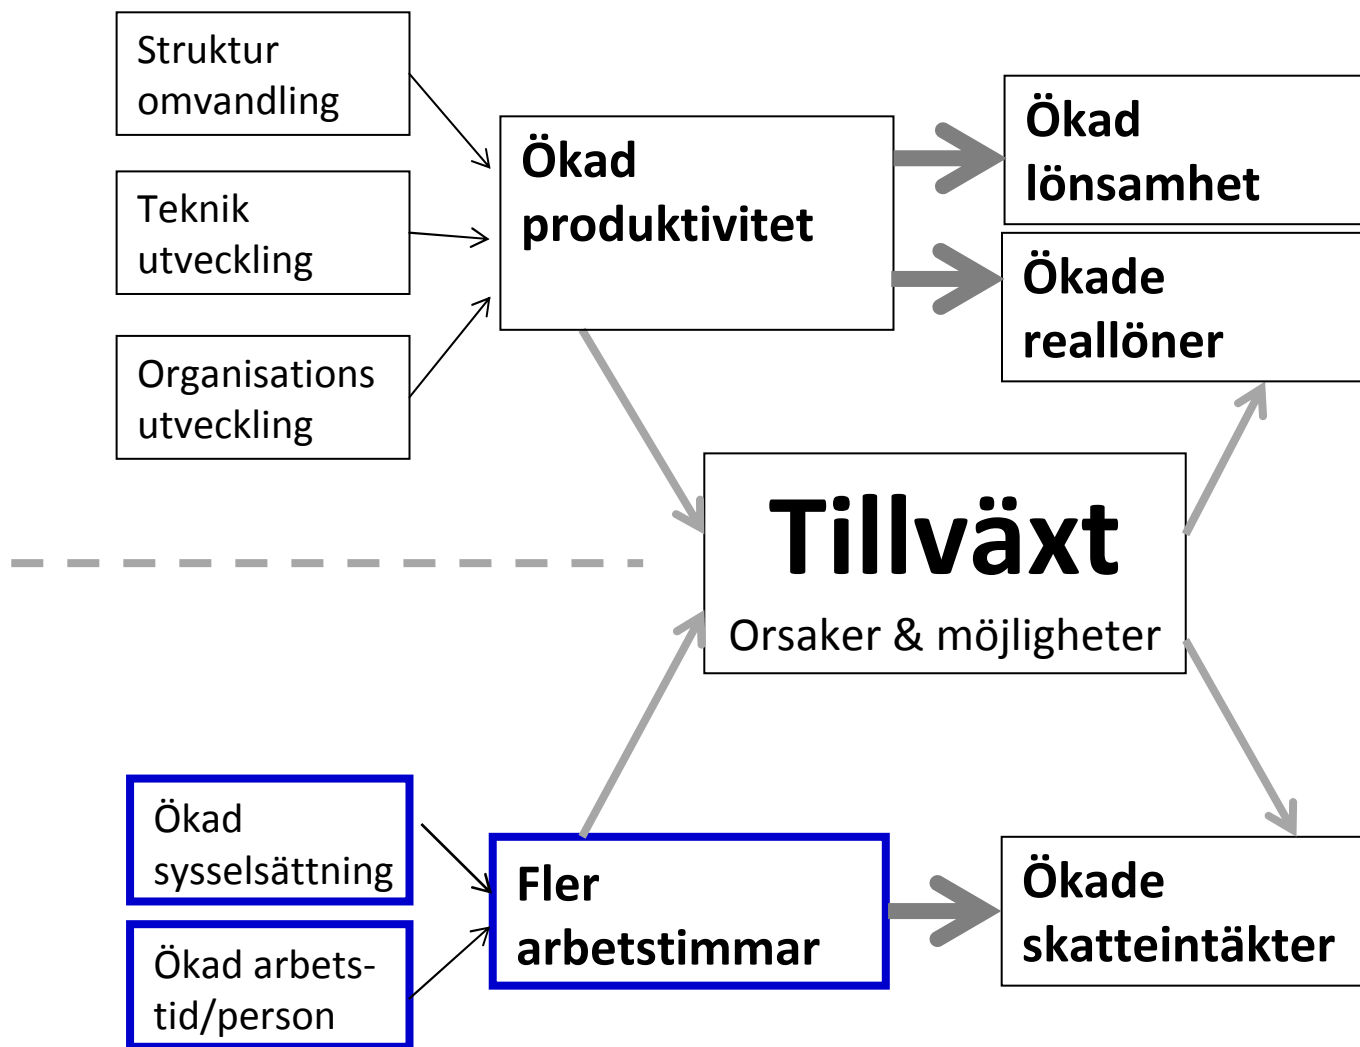 Struktur
omvandling
Teknik
utveckling
Organisations
utveckling
Ökad
produktivitet
Ökad
lönsamhet
Ökade
reallöner
Tillväxt
Orsaker & möjligheter
Ökad
sysselsättning
Ökad arbets-
tid/person
Fler
arbetstimmar
Ökade
skatteintäkter